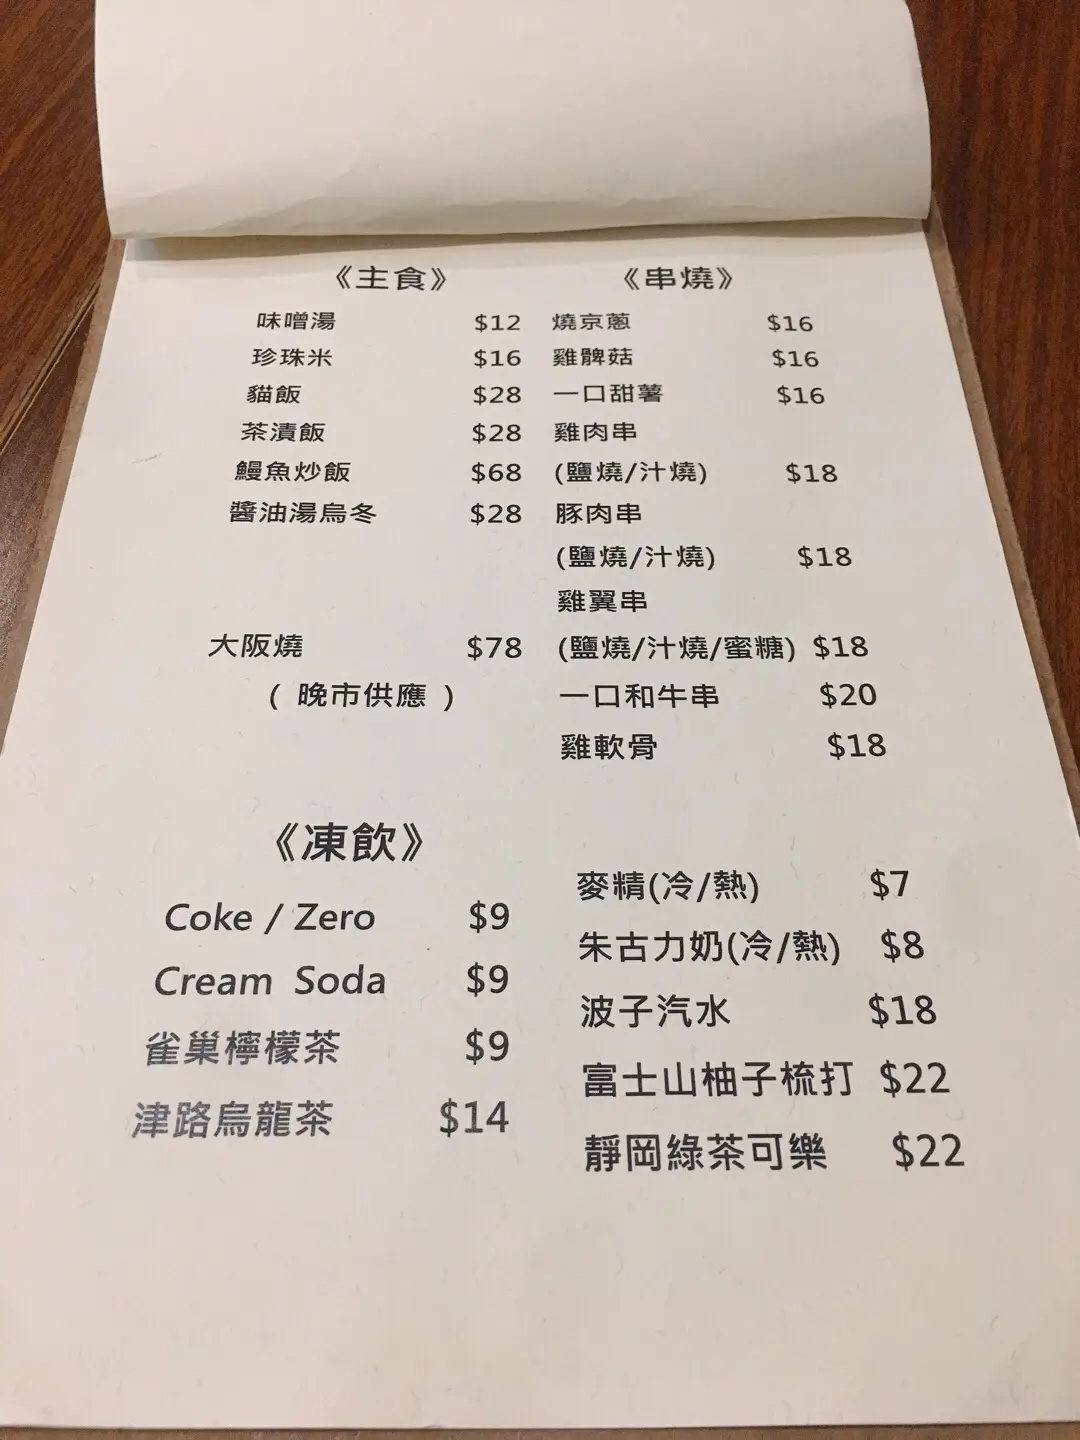 《主食》
味噌湯 $12
珍珠米 $16
貓飯 $28
茶漬飯 $28
鰻魚炒飯 $68
醬油湯烏冬 $28
大阪燒 $78
( 晚市供應 )
《串燒》
燒京蔥 $16
雞髀菇 $16
一口甜薯 $16
雞肉串
(鹽燒/汁燒) $18
豚肉串
(鹽燒/汁燒) $18
雞翼串
(鹽燒/汁燒/蜜糖) $18
一口和牛串 $20
雞軟骨 $18
《凍飲》
Coke / Zero $9
Cream Soda $9
雀巢檸檬茶 $9
津路烏龍茶 $14
麥精(冷/熱) $7
朱古力奶(冷/熱) $8
波子汽水 $18
富士山柚子梳打 $22
靜岡綠茶可樂 $22